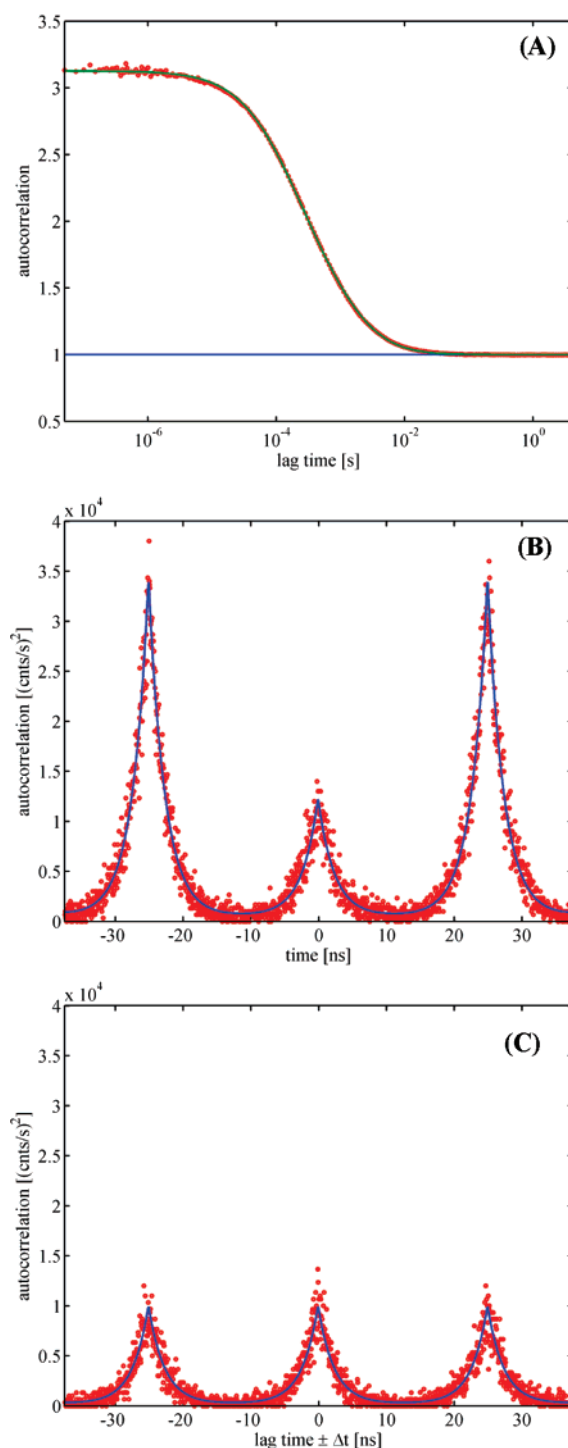 (A)
3.5
3
2.5
2
1.5
1
0.5
autocorrelation
10^-6 10^-4 10^-2 10^0
lag time [s]
x 10^4
(B)
4
3.5
3
2.5
2
1.5
1
0.5
0
autocorrelation [(cnts/s)^2]
-30 -20 -10 0 10 20 30
time [ns]
x 10^4
(C)
4
3.5
3
2.5
2
1.5
1
0.5
0
autocorrelation [(cnts/s)^2]
-30 -20 -10 0 10 20 30
lag time ± Δt [ns]